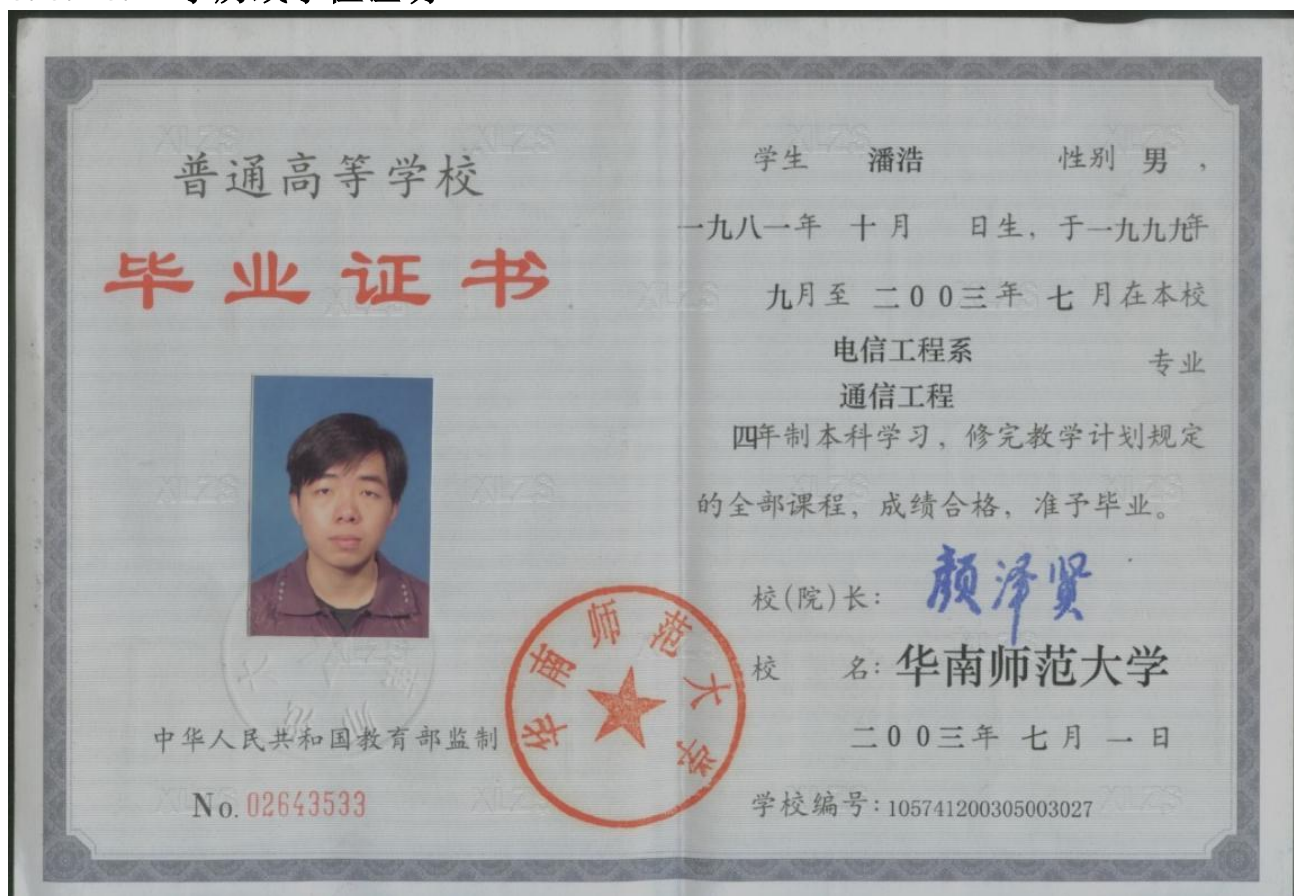 普通高等学校
毕业证书
中华人民共和国教育部监制
No. 02643533
华南师范大学
学生 潘浩 性别 男,
一九八一年 十月 日生, 于一九九九年
九月至 二00三年 七月在本校
电信工程系
专业
通信工程
四年制本科学习, 修完教学计划规定
的全部课程, 成绩合格, 准予毕业。
校(院)长: 颜泽贤
校 名: 华南师范大学
二00三年 七月 一日
学校编号: 105741200305003027